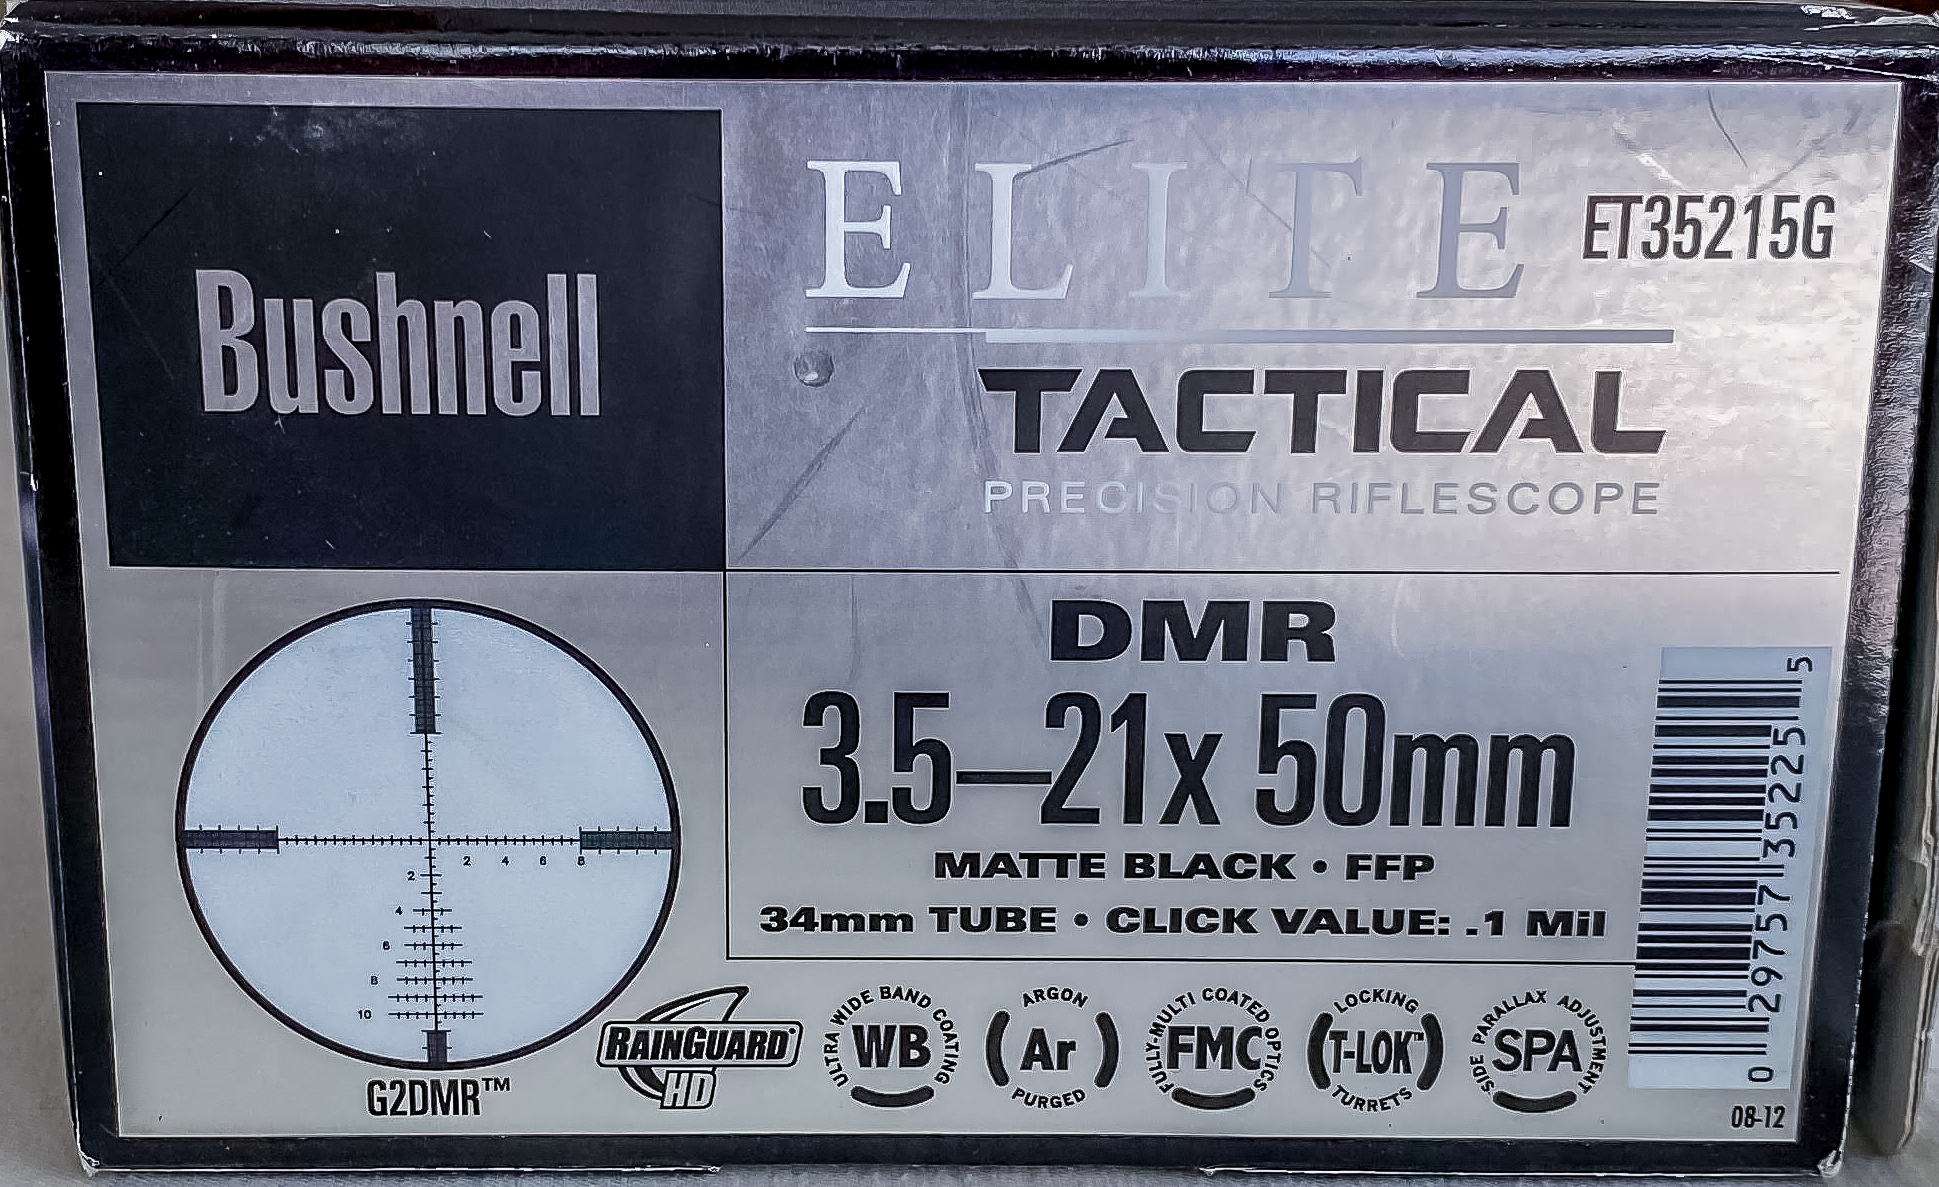 Bushnell
ELITE
ET35215G
TACTICAL
PRECISION RIFLESCOPE
DMR
3.5–21x 50mm
MATTE BLACK • FFP
34mm TUBE • CLICK VALUE: .1 Mil
2 4 6 8
2
4
6
8
10
G2DMR™
RAINGUARD®
HD
ULTRA WIDE BAND COATING
WB
ARGON
Ar
PURGED
FULLY-MULTI COATED OPTICS
FMC
LOCKING
T-LOK™
TURRETS
SIDE PARALLAX ADJUSTMENT
SPA
0 29757 35225 5
08-12